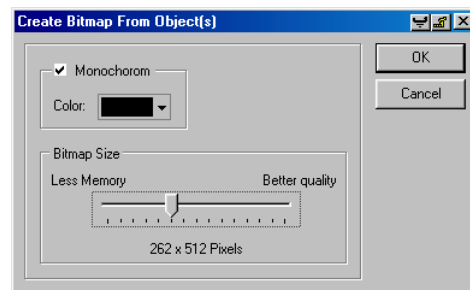 Create Bitmap From Object(s)
OK
Monochorom
Cancel
Color:
Bitmap Size
Less Memory Better quality
262 x 512 Pixels